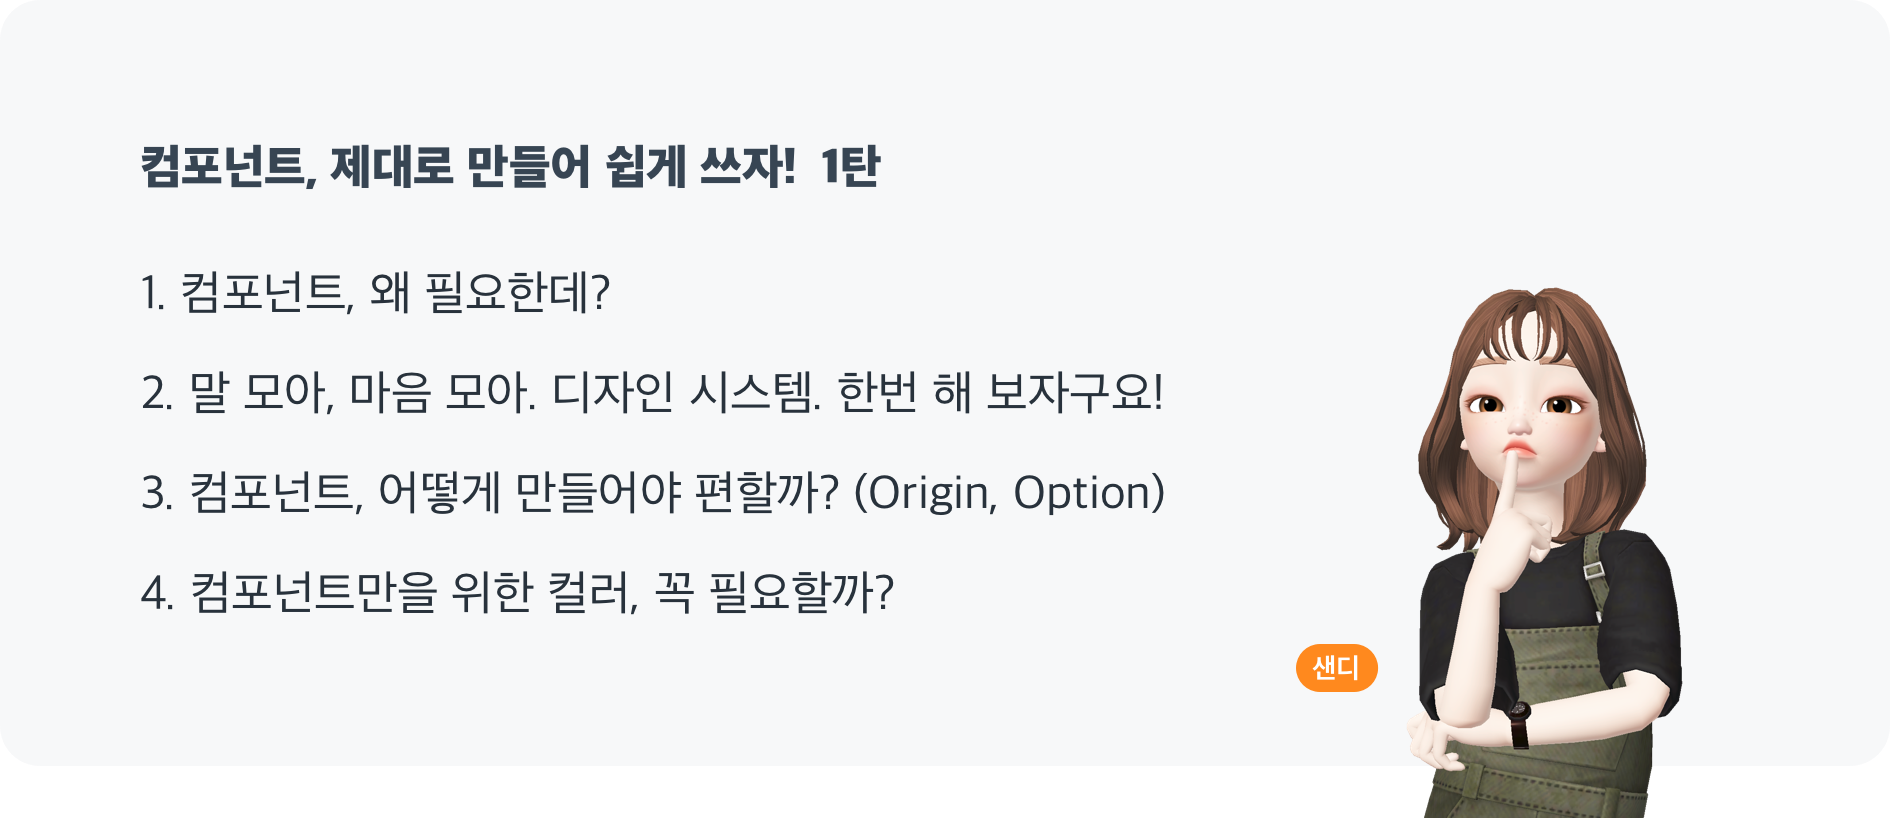 컴포넌트, 제대로 만들어 쉽게 쓰자! 1탄
1. 컴포넌트, 왜 필요한데?
2. 말 모아, 마음 모아. 디자인 시스템. 한번 해 보자구요!
3. 컴포넌트, 어떻게 만들어야 편할까? (Origin, Option)
4. 컴포넌트만을 위한 컬러, 꼭 필요할까?
샌디